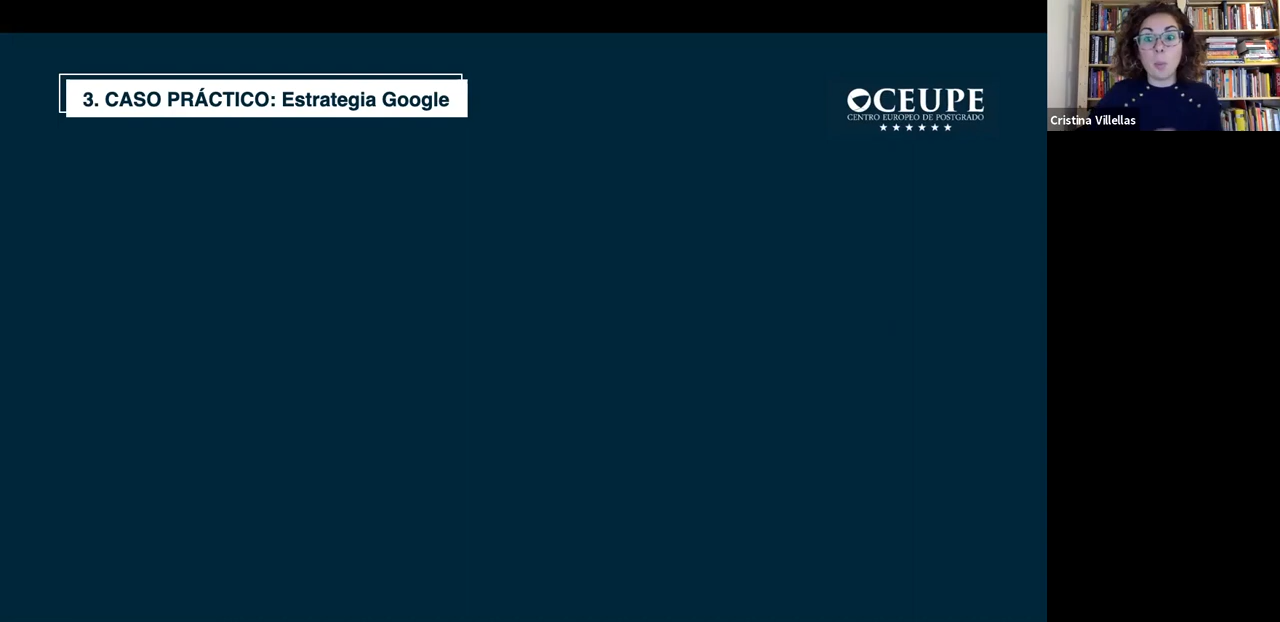 3. CASO PRÁCTICO: Estrategia Google
CEUPE
CENTRO EUROPEO DE POSTGRADO
Cristina Villellas